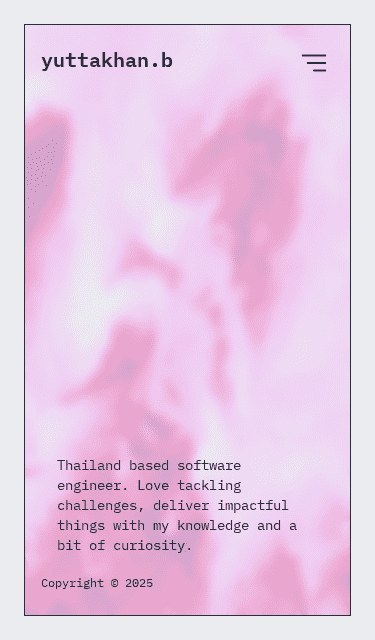 yuttakhan.b
Thailand based software
engineer. Love tackling
challenges, deliver impactful
things with my knowledge and a
bit of curiosity.
Copyright © 2025